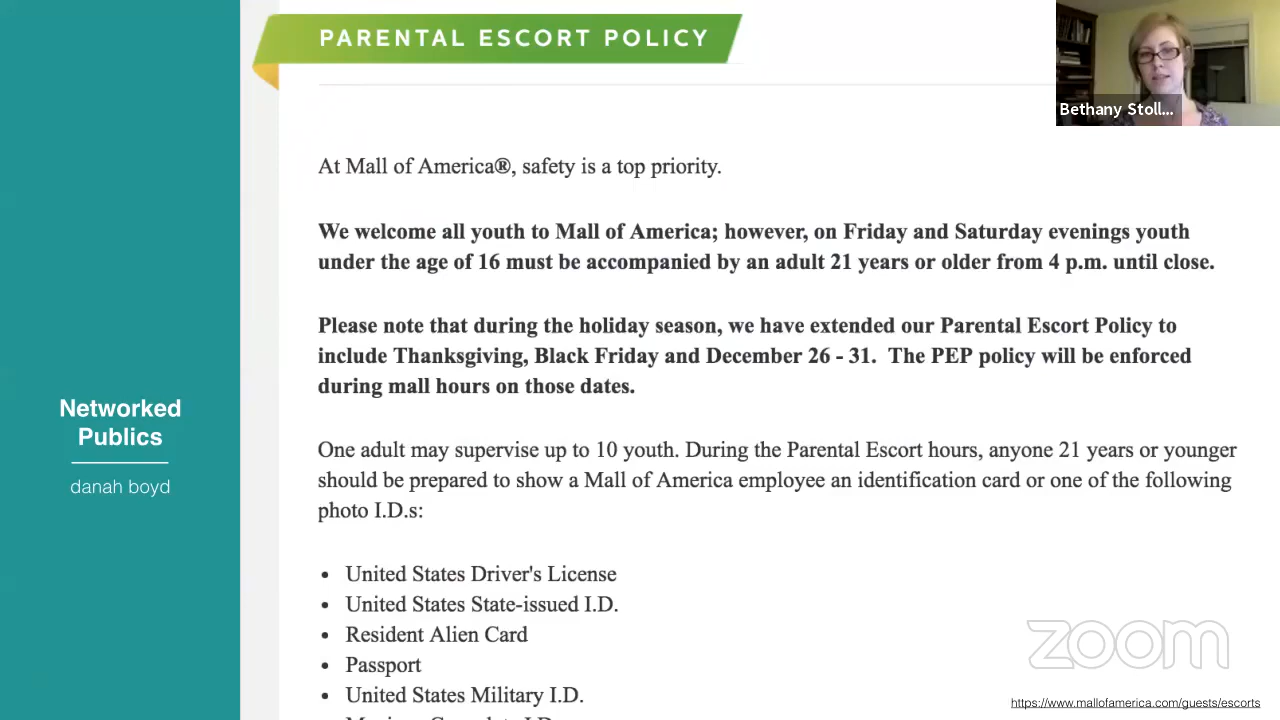 PARENTAL ESCORT POLICY
Bethany Stoll...
At Mall of America®, safety is a top priority.
We welcome all youth to Mall of America; however, on Friday and Saturday evenings youth
under the age of 16 must be accompanied by an adult 21 years or older from 4 p.m. until close.
Please note that during the holiday season, we have extended our Parental Escort Policy to
include Thanksgiving, Black Friday and December 26 - 31.  The PEP policy will be enforced
during mall hours on those dates.
Networked
Publics
danah boyd
One adult may supervise up to 10 youth. During the Parental Escort hours, anyone 21 years or younger
should be prepared to show a Mall of America employee an identification card or one of the following
photo I.D.s:
• United States Driver's License
• United States State-issued I.D.
• Resident Alien Card
• Passport
• United States Military I.D.
zoom
https://www.mallofamerica.com/guests/escorts